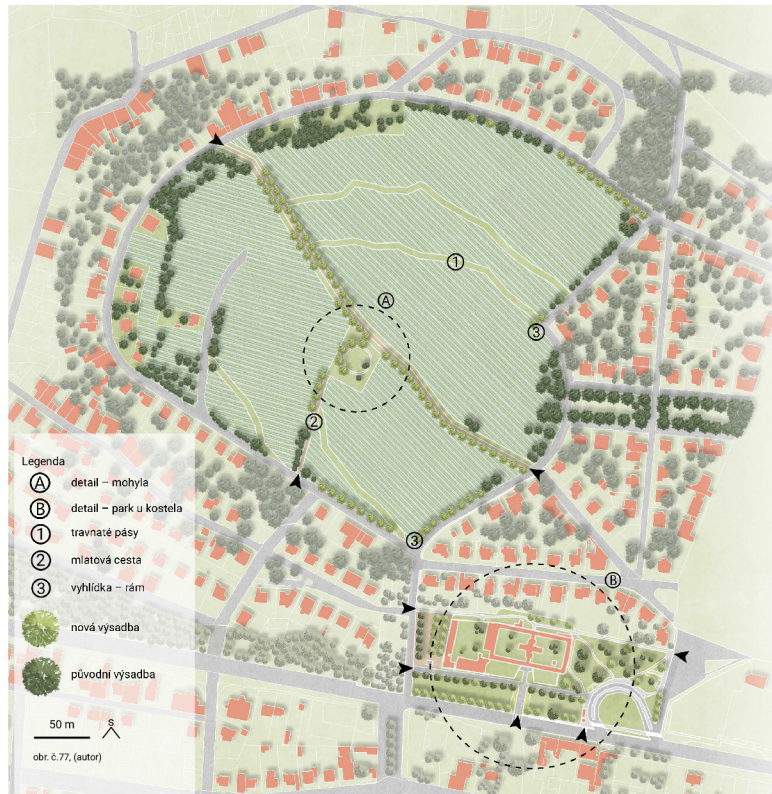 A
1
3
2
3
B
Legenda
A detail – mohyla
B detail – park u kostela
1 travnaté pásy
2 mlatová cesta
3 vyhlídka – rám
nová výsadba
původní výsadba
50 m S
obr. č.77, (autor)